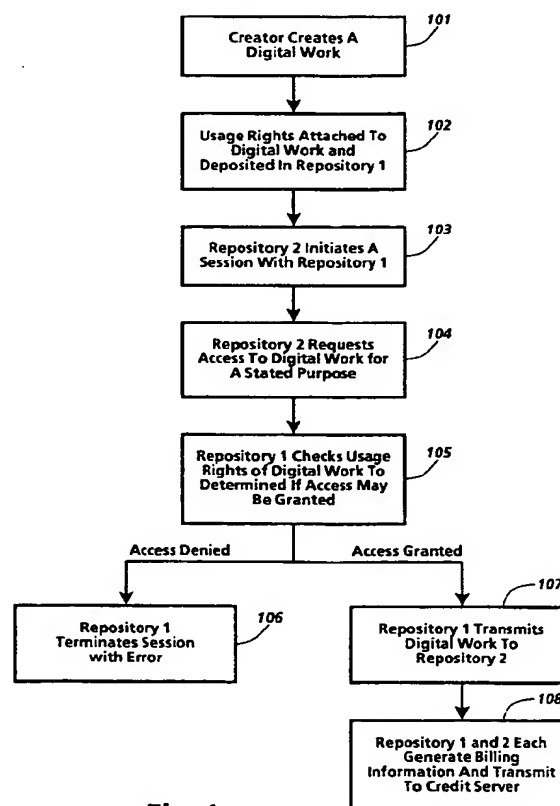 101
Creator Creates A
Digital Work
102
Usage Rights Attached To
Digital Work and
Deposited In Repository 1
103
Repository 2 Initiates A
Session With Repository 1
104
Repository 2 Requests
Access To Digital Work for
A Stated Purpose
105
Repository 1 Checks Usage
Rights of Digital Work To
Determined If Access May
Be Granted
Access Denied
Access Granted
106
Repository 1
Terminates Session
with Error
107
Repository 1 Transmits
Digital Work To
Repository 2
108
Repository 1 and 2 Each
Generate Billing
Information And Transmit
To Credit Server